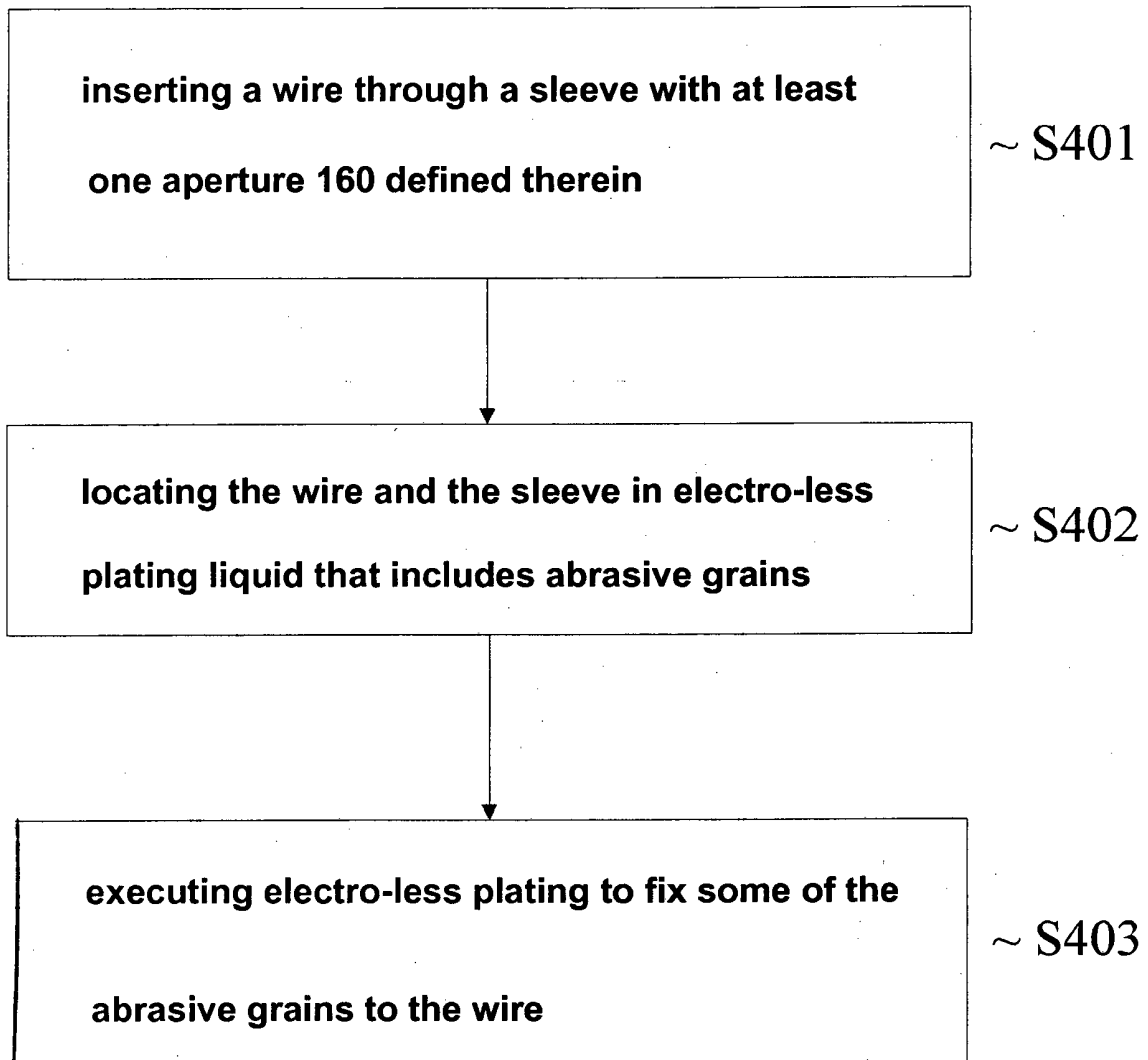 inserting a wire through a sleeve with at least
one aperture 160 defined therein
~ S401
locating the wire and the sleeve in electro-less
plating liquid that includes abrasive grains
~ S402
executing electro-less plating to fix some of the
abrasive grains to the wire
~ S403